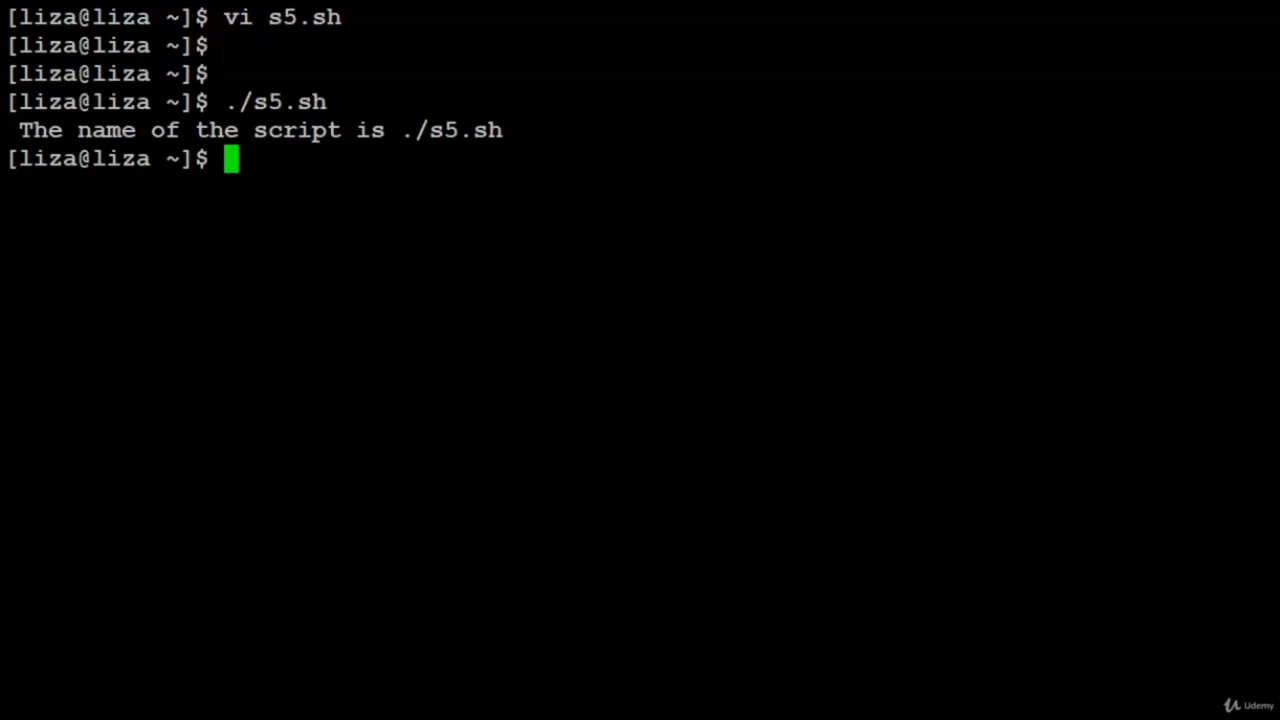 [liza@liza ~]$ vi s5.sh
[liza@liza ~]$
[liza@liza ~]$
[liza@liza ~]$ ./s5.sh
 The name of the script is ./s5.sh
[liza@liza ~]$
Udemy